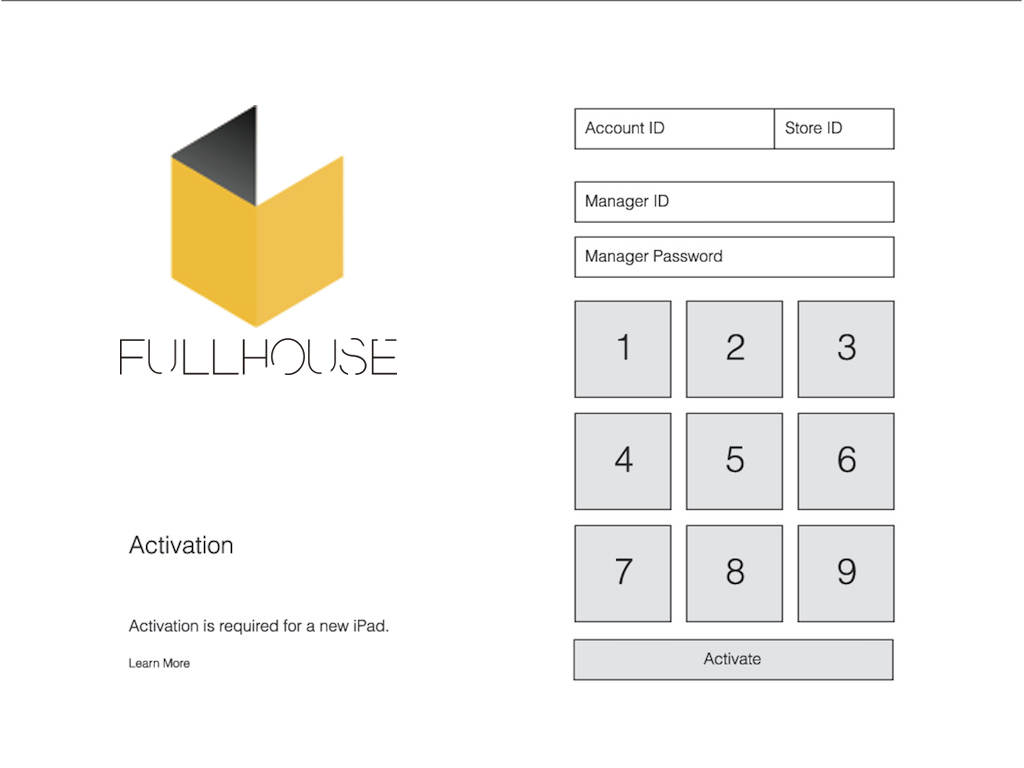 FULLHOUSE
Activation
Activation is required for a new iPad.
Learn More
Account ID
Store ID
Manager ID
Manager Password
1 2 3
4 5 6
7 8 9
Activate